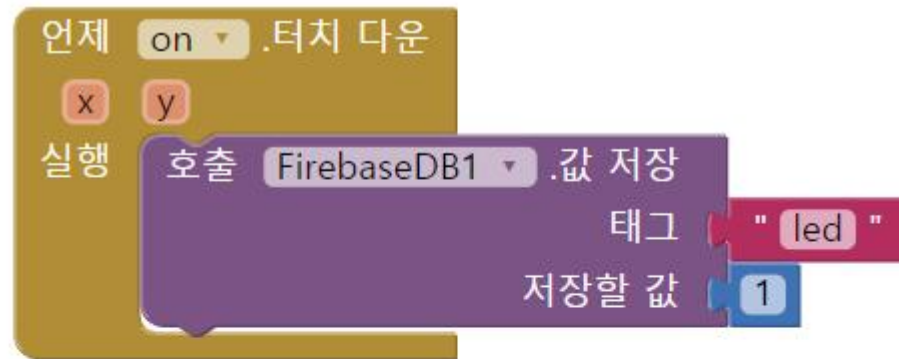 언제 on .터치 다운
x y
실행 호출 FirebaseDB1 .값 저장
태그 " led "
저장할 값 1